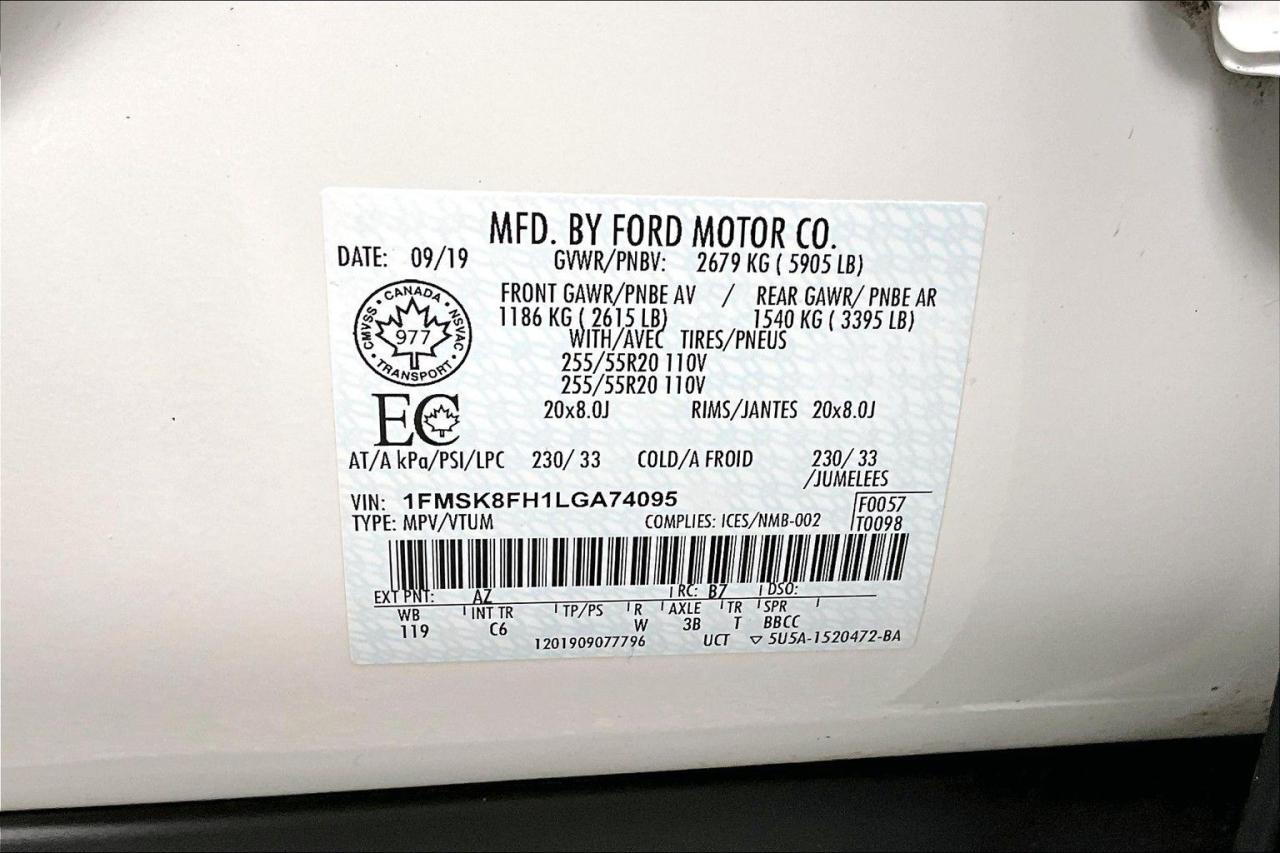 MFD. BY FORD MOTOR CO.
DATE: 09/19 GVWR/PNBV: 2679 KG ( 5905 LB)
FRONT GAWR/PNBE AV / REAR GAWR/ PNBE AR
1186 KG ( 2615 LB) 1540 KG ( 3395 LB)
WITH/AVEC TIRES/PNEUS
255/55R20 110V
255/55R20 110V
CANADA
CMVSS 977 NSVAC
TRANSPORT
EC
20x8.0J RIMS/JANTES 20x8.0J
AT/A kPa/PSI/LPC 230/ 33 COLD/A FROID 230/ 33
/JUMELEES
VIN: 1FMSK8FH1LGA74095 F0057
TYPE: MPV/VTUM COMPLIES: ICES/NMB-002 T0098
EXT PNT: AZ RC: B7 DSO:
WB INT TR TP/PS R AXLE TR SPR
119 C6 W 3B T BBCC
1201909077796 UCT ▽ 5U5A-1520472-BA